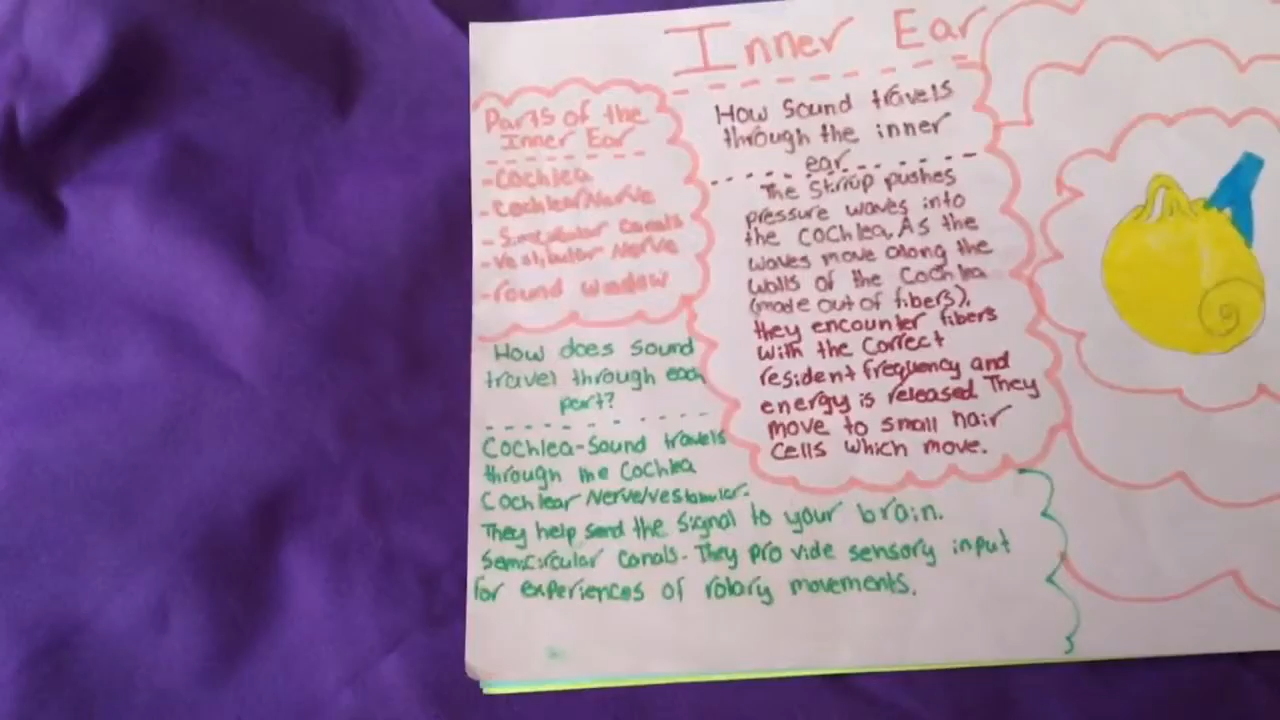 Inner Ear
Parts of the
Inner Ear
- Cochlea
- Cochlear Nerve
- Simicircular Canals
- Vestibular Nerve
- round window
How Sound travels
through the inner
ear
The Stirrup pushes
pressure waves into
the cochlea. As the
waves move along the
walls of the Cochlea
(made out of fibers),
they encounter fibers
with the correct
resident frequency and
energy is released They
move to small hair
cells which move.
How does sound
travel through each
part?
Cochlea-Sound travels
through the Cochlea
Cochlear Nerve/vestibular-
They help send the signal to your brain.
Semicircular Canals- They provide sensory input
for experiences of rotory movements.